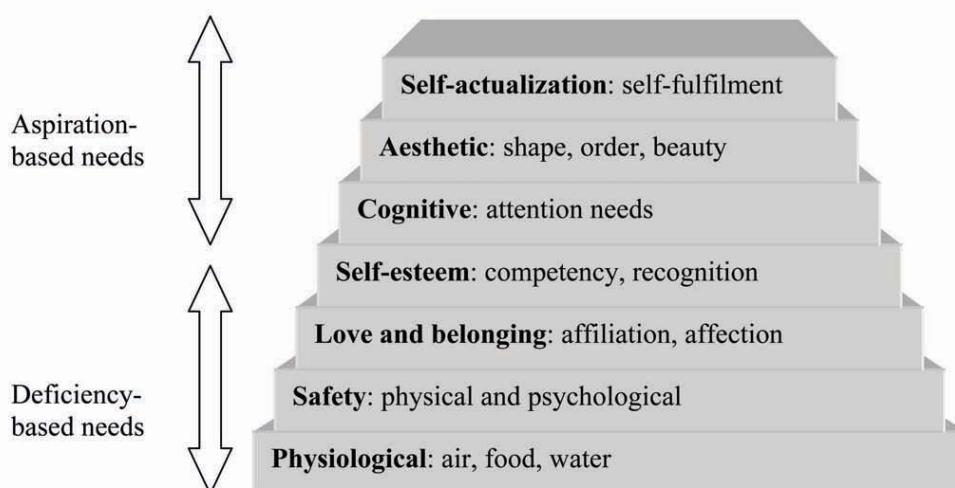 Self-actualization: self-fulfilment
Aspiration-
based needs
Aesthetic: shape, order, beauty
Cognitive: attention needs
Self-esteem: competency, recognition
Love and belonging: affiliation, affection
Deficiency-
based needs
Safety: physical and psychological
Physiological: air, food, water